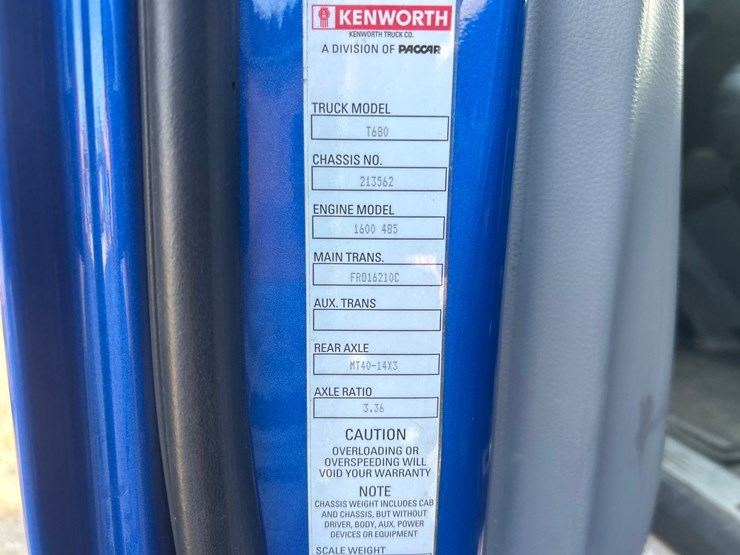 KENWORTH
KENWORTH TRUCK CO.
A DIVISION OF PACCAR
TRUCK MODEL
T680
CHASSIS NO.
213562
ENGINE MODEL
1600 485
MAIN TRANS.
FRO16210C
AUX. TRANS
REAR AXLE
MT40-14X3
AXLE RATIO
3.36
CAUTION
OVERLOADING OR
OVERSPEEDING WILL
VOID YOUR WARRANTY
NOTE
CHASSIS WEIGHT INCLUDES CAB
AND CHASSIS, BUT WITHOUT
DRIVER, BODY, AUX. POWER
DEVICES OR EQUIPMENT
SCALE WEIGHT